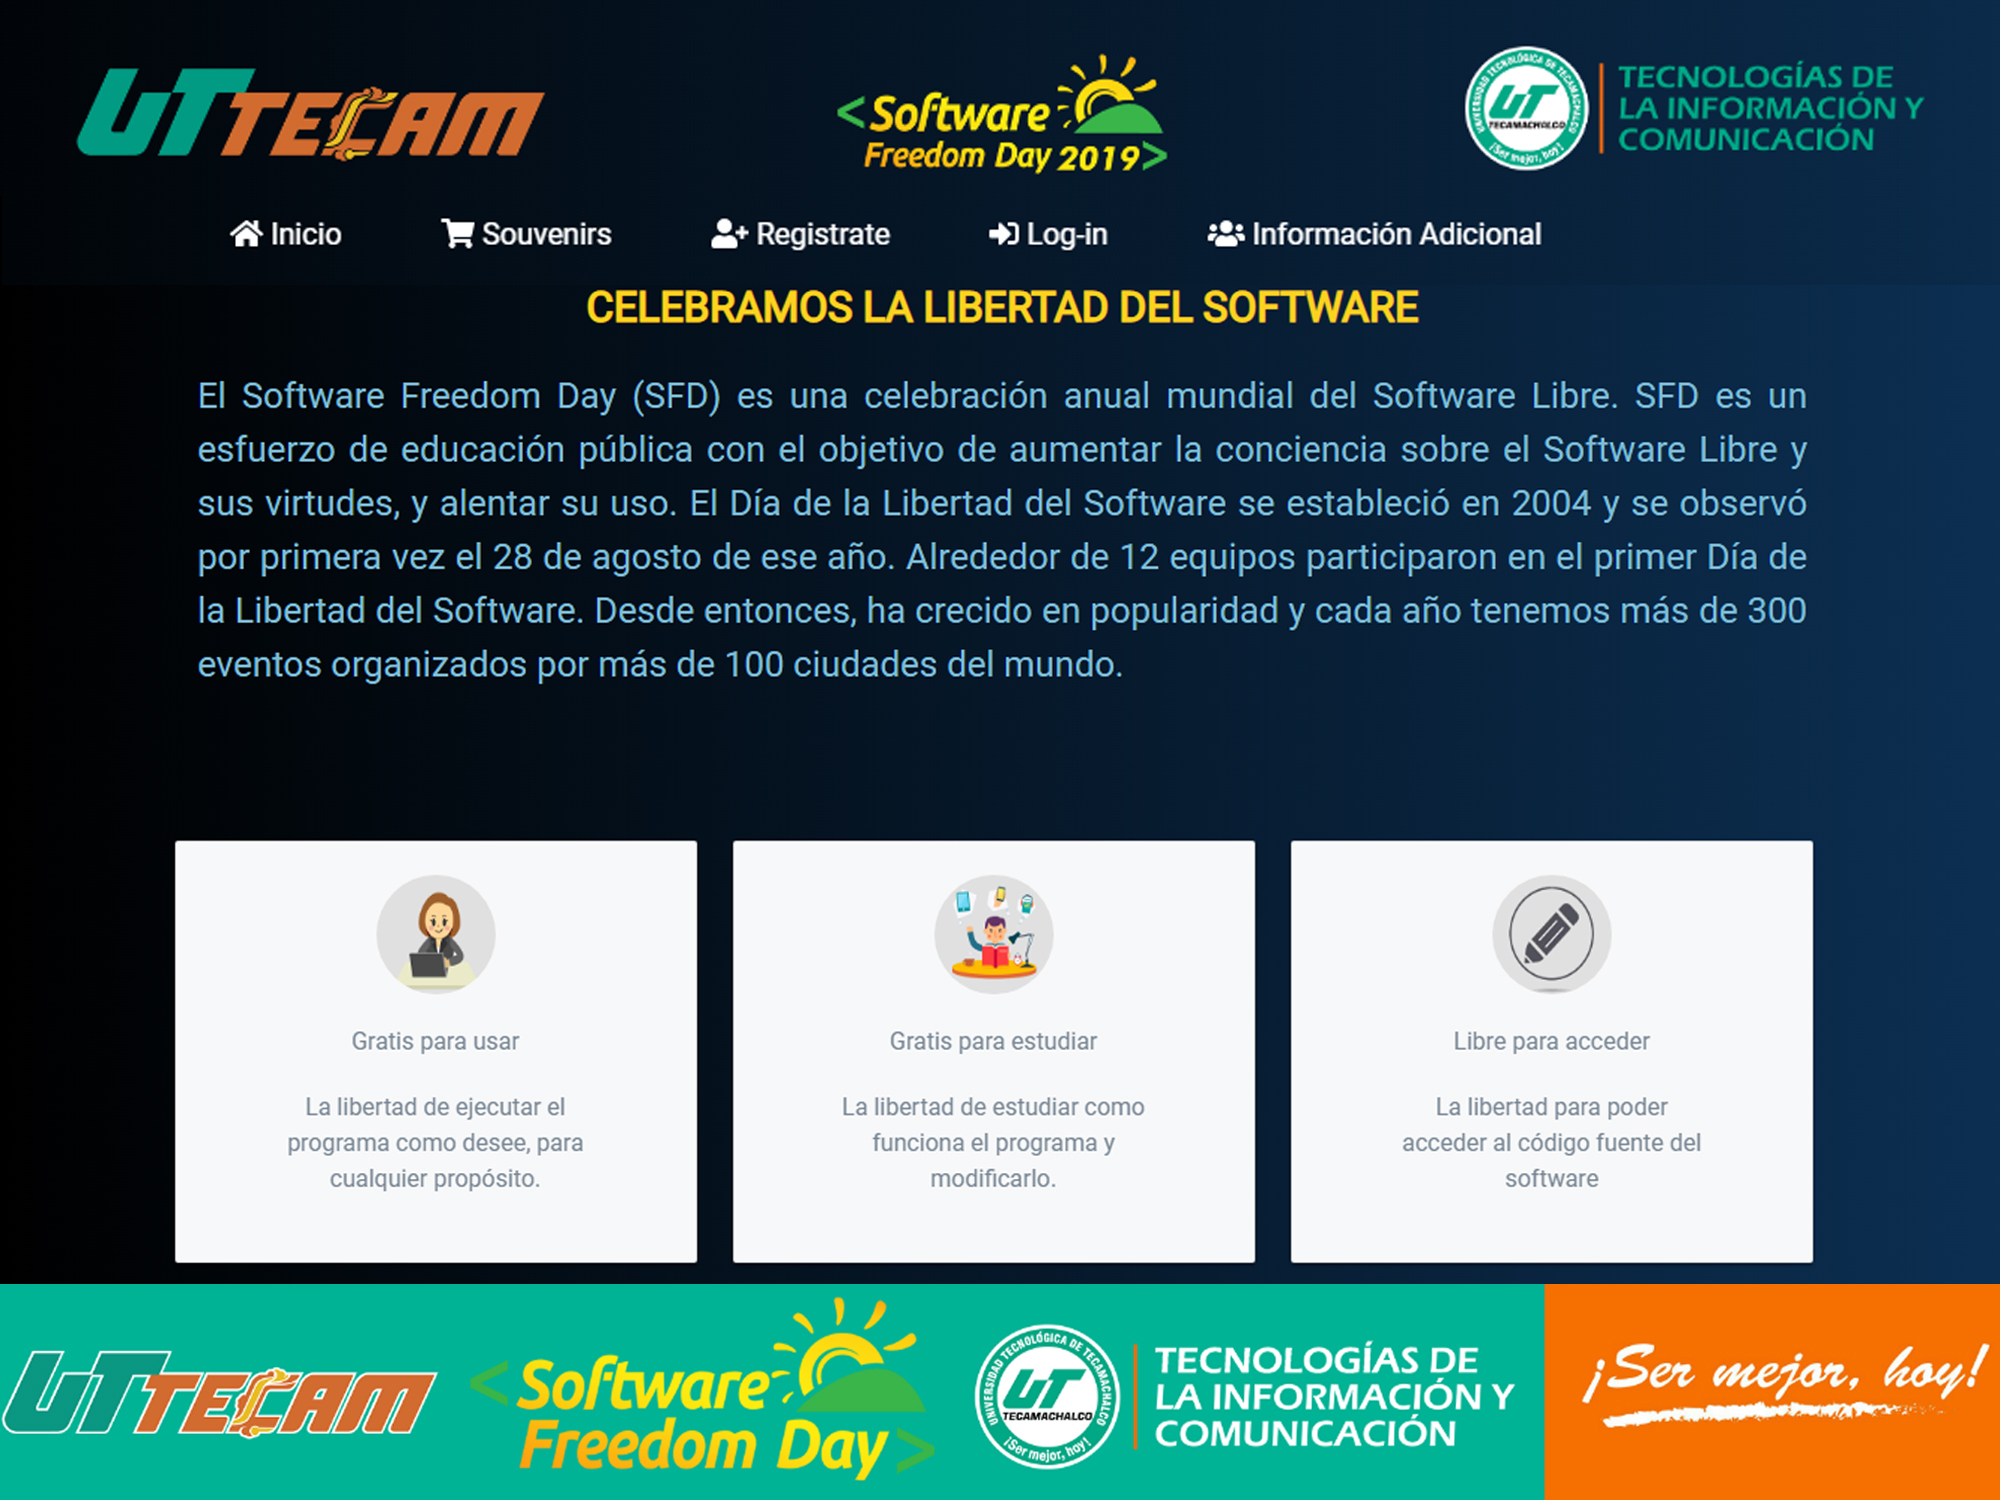 UTTECAM
<Software
Freedom Day 2019>
UNIVERSIDAD TECNOLÓGICA DE TECAMACHALCO
UT
TECAMACHALCO
¡Ser mejor, hoy!
TECNOLOGÍAS DE
LA INFORMACIÓN Y
COMUNICACIÓN
Inicio Souvenirs Registrate Log-in Información Adicional
CELEBRAMOS LA LIBERTAD DEL SOFTWARE
El Software Freedom Day (SFD) es una celebración anual mundial del Software Libre. SFD es un
esfuerzo de educación pública con el objetivo de aumentar la conciencia sobre el Software Libre y
sus virtudes, y alentar su uso. El Día de la Libertad del Software se estableció en 2004 y se observó
por primera vez el 28 de agosto de ese año. Alrededor de 12 equipos participaron en el primer Día de
la Libertad del Software. Desde entonces, ha crecido en popularidad y cada año tenemos más de 300
eventos organizados por más de 100 ciudades del mundo.
Gratis para usar
La libertad de ejecutar el
programa como desee, para
cualquier propósito.
Gratis para estudiar
La libertad de estudiar como
funciona el programa y
modificarlo.
Libre para acceder
La libertad para poder
acceder al código fuente del
software
UTTECAM
<Software
Freedom Day>
UNIVERSIDAD TECNOLÓGICA DE TECAMACHALCO
UT
TECAMACHALCO
¡Ser mejor, hoy!
TECNOLOGÍAS DE
LA INFORMACIÓN Y
COMUNICACIÓN
¡Ser mejor, hoy!